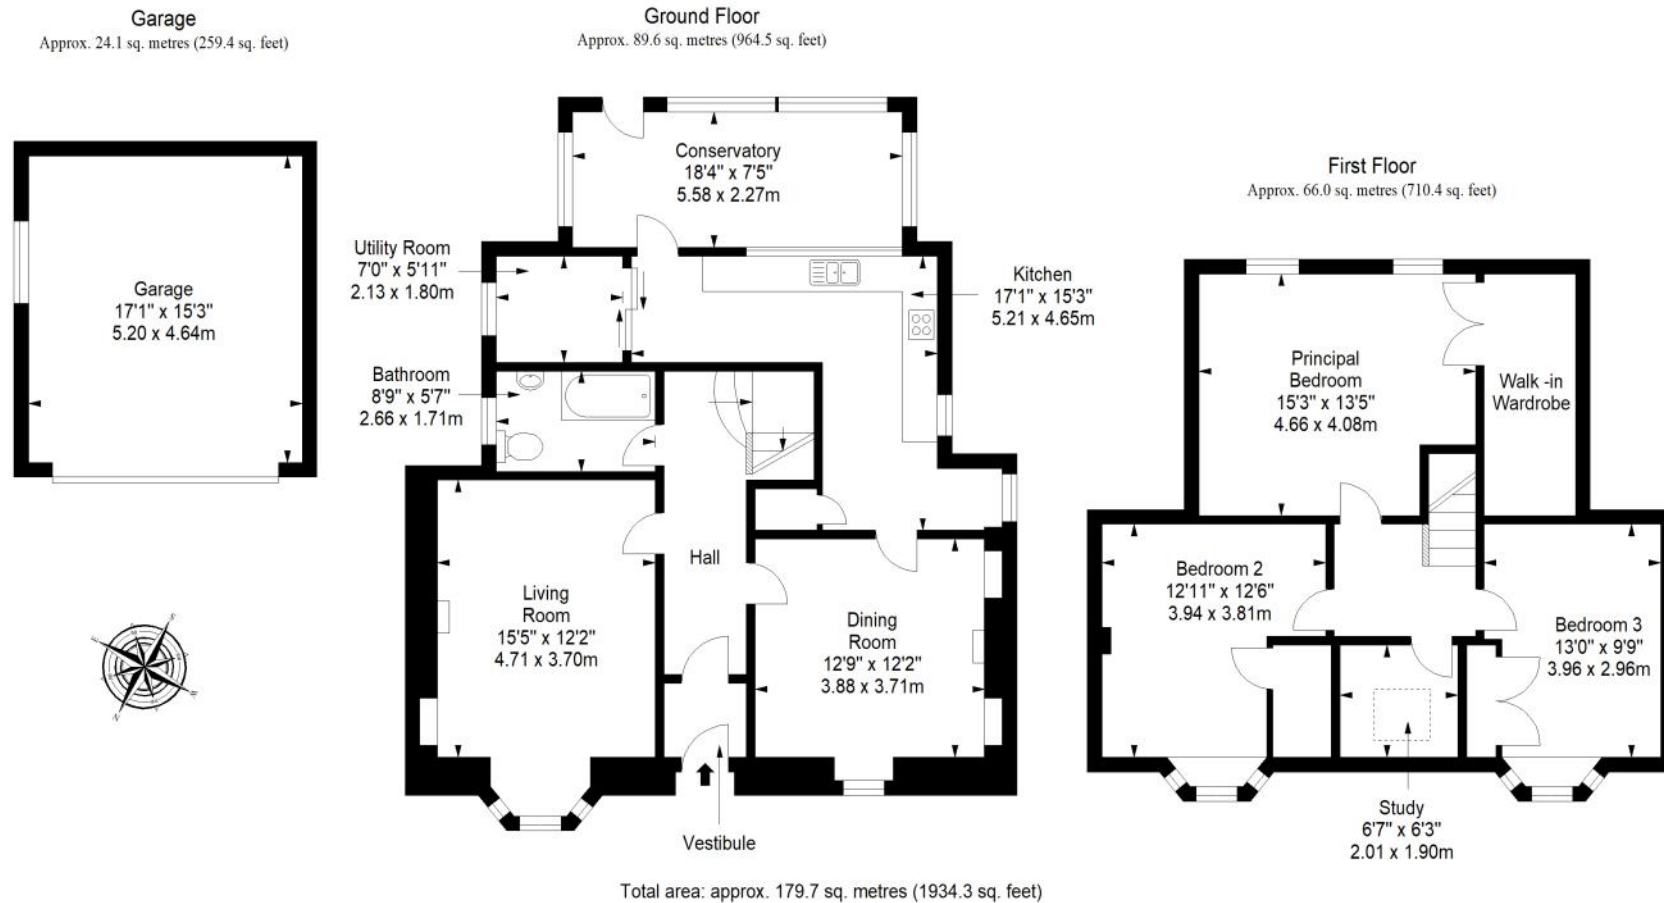 Garage
Approx. 24.1 sq. metres (259.4 sq. feet)
Garage
17'1" x 15'3"
5.20 x 4.64m
Ground Floor
Approx. 89.6 sq. metres (964.5 sq. feet)
Conservatory
18'4" x 7'5"
5.58 x 2.27m
Utility Room
7'0" x 5'11"
2.13 x 1.80m
Kitchen
17'1" x 15'3"
5.21 x 4.65m
Bathroom
8'9" x 5'7"
2.66 x 1.71m
Hall
Living
Room
15'5" x 12'2"
4.71 x 3.70m
Dining
Room
12'9" x 12'2"
3.88 x 3.71m
Vestibule
First Floor
Approx. 66.0 sq. metres (710.4 sq. feet)
Principal
Bedroom
15'3" x 13'5"
4.66 x 4.08m
Walk -in
Wardrobe
Bedroom 2
12'11" x 12'6"
3.94 x 3.81m
Bedroom 3
13'0" x 9'9"
3.96 x 2.96m
Study
6'7" x 6'3"
2.01 x 1.90m
S
E
W
N
Total area: approx. 179.7 sq. metres (1934.3 sq. feet)